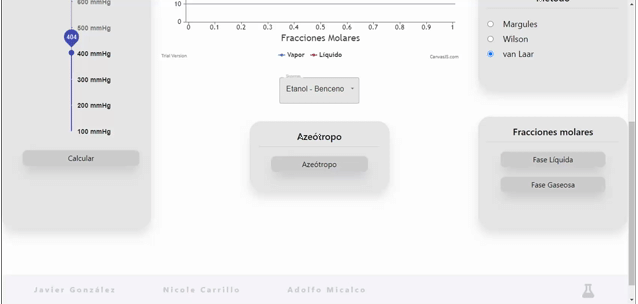 600 mmHg
500 mmHg
404
400 mmHg
300 mmHg
200 mmHg
100 mmHg
Calcular
10
0
0 0.1 0.2 0.3 0.4 0.5 0.6 0.7 0.8 0.9 1
Fracciones Molares
Trial Version
Vapor Líquido
CanvasJS.com
Etanol - Benceno
Azeótropo
Azeótropo
Método
Margules
Wilson
van Laar
Fracciones molares
Fase Líquida
Fase Gaseosa
Javier González Nicole Carrillo Adolfo Micalco